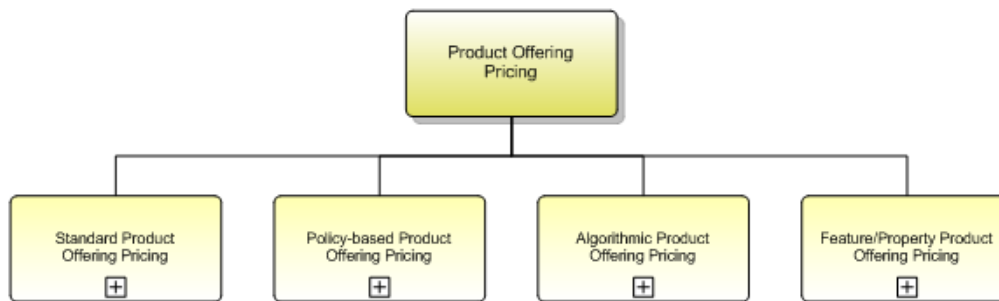 Product Offering
Pricing
Standard Product
Offering Pricing
Policy-based Product
Offering Pricing
Algorithmic Product
Offering Pricing
Feature/Property Product
Offering Pricing